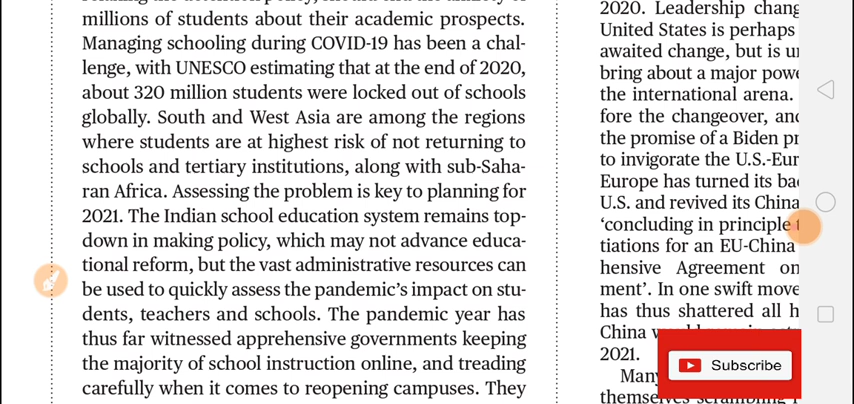 millions of students about their academic prospects.
Managing schooling during COVID-19 has been a chal-
lenge, with UNESCO estimating that at the end of 2020,
about 320 million students were locked out of schools
globally. South and West Asia are among the regions
where students are at highest risk of not returning to
schools and tertiary institutions, along with sub-Saha-
ran Africa. Assessing the problem is key to planning for
2021. The Indian school education system remains top-
down in making policy, which may not advance educa-
tional reform, but the vast administrative resources can
be used to quickly assess the pandemic's impact on stu-
dents, teachers and schools. The pandemic year has
thus far witnessed apprehensive governments keeping
the majority of school instruction online, and treading
carefully when it comes to reopening campuses. They
2020. Leadership chang
United States is perhaps
awaited change, but is
bring about a major powe
the international arena.
fore the changeover, and
the promise of a Biden
to invigorate the U.S.-Eur
Europe has turned its
U.S. and revived its China
'concluding in principle
tiations for an EU-China
hensive Agreement on
ment'. In one swift move
has thus shattered all
China
2021.
Many
themselves scrambling
Subscribe